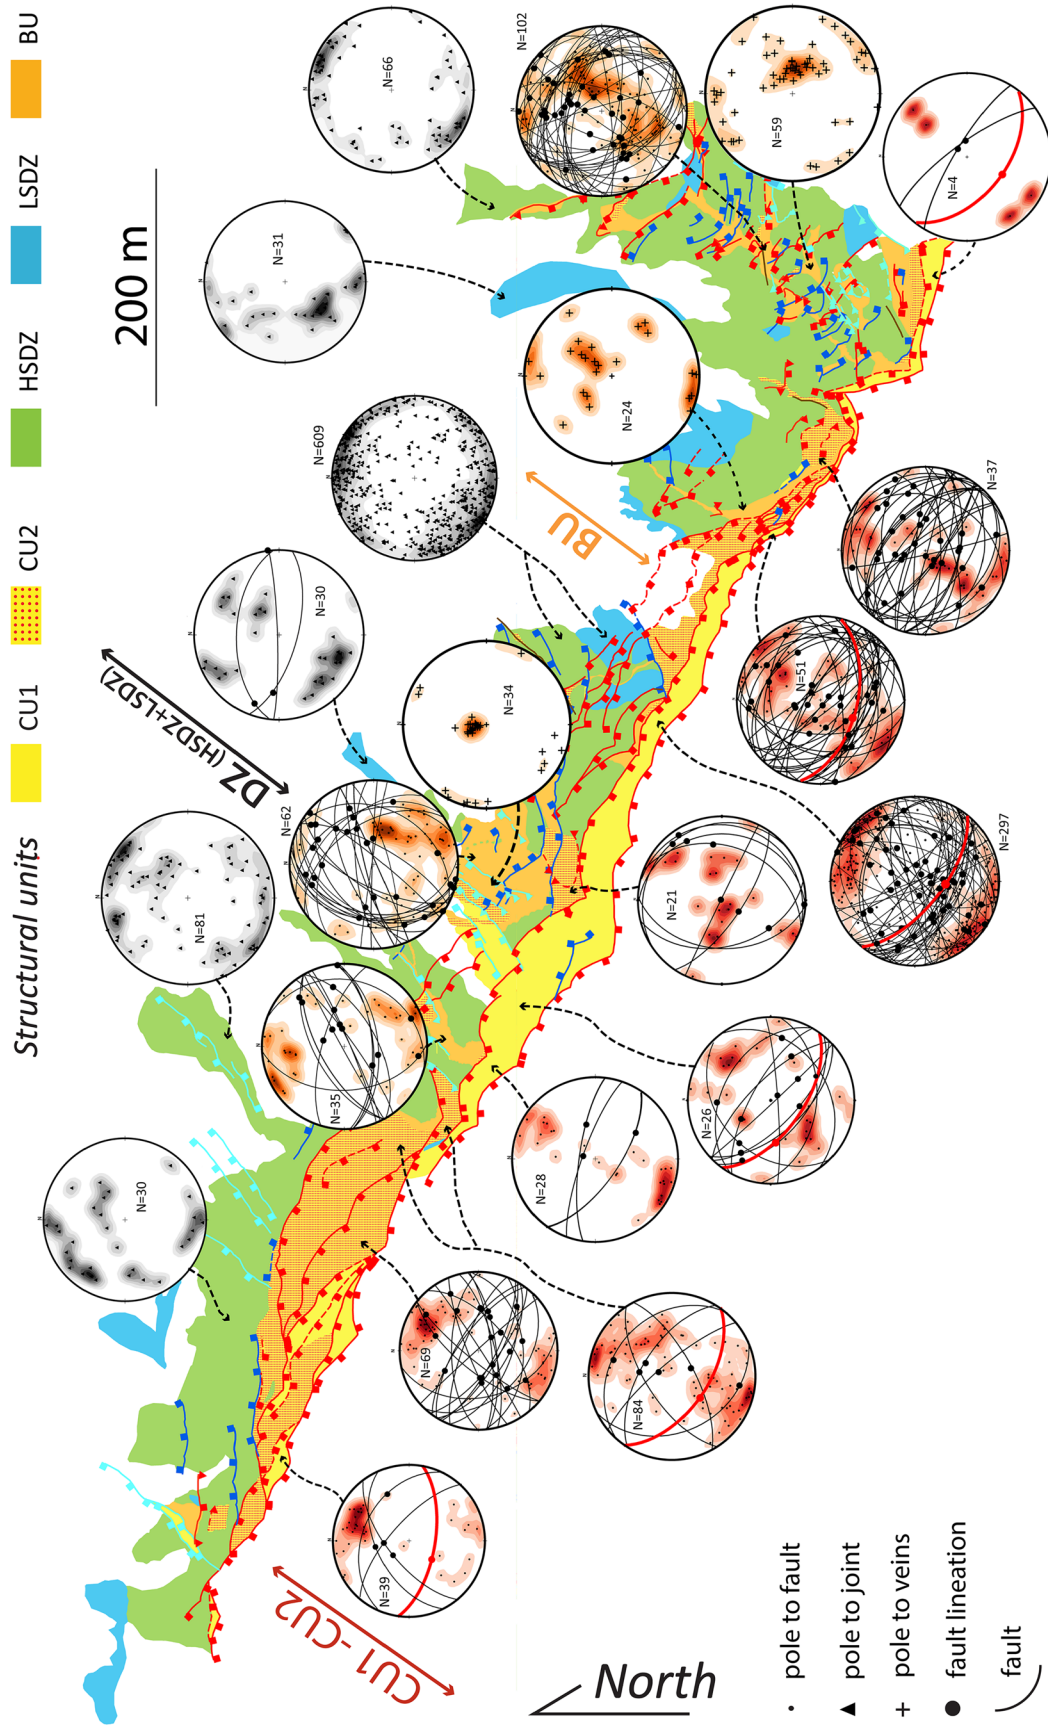 Structural units
CU1
CU2
HSDZ
LSDZ
BU
200 m
N=30
N=81
N=30
N=609
N=31
N=66
N=35
N=62
N=34
N=24
N=102
N=59
N=4
DZ (HSDZ+LSDZ)
BU
CU1-CU2
N=39
N=69
N=84
N=28
N=26
N=21
N=297
N=51
N=37
North
pole to fault
pole to joint
pole to veins
fault lineation
fault